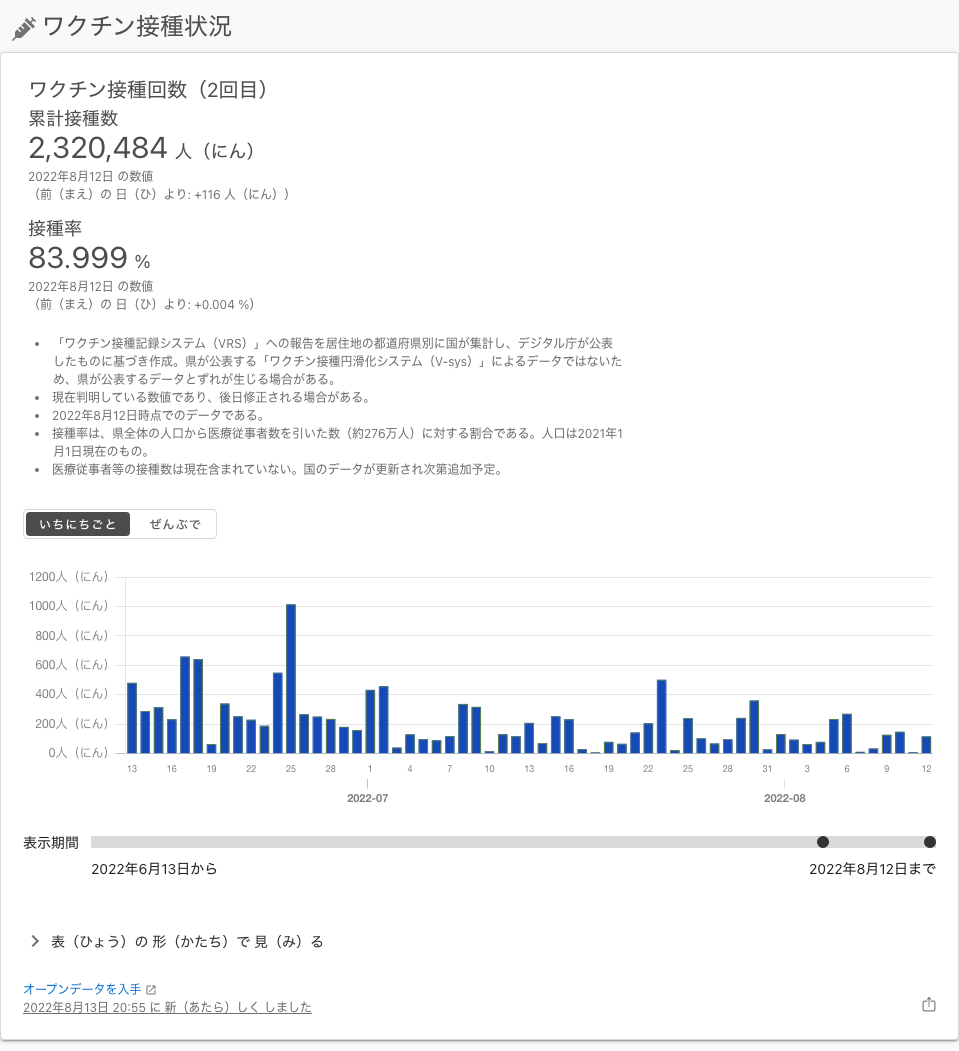 ワクチン接種状況
ワクチン接種回数（2回目）
累計接種数
2,320,484 人（にん）
2022年8月12日 の数値
（前（まえ）の 日（ひ）より: +116 人（にん））
接種率
83.999 %
2022年8月12日 の数値
（前（まえ）の 日（ひ）より: +0.004 %）
• 「ワクチン接種記録システム（VRS）」への報告を居住地の都道府県別に国が集計し、デジタル庁が公表
したものに基づき作成。県が公表する「ワクチン接種円滑化システム（V-sys）」によるデータではないた
め、県が公表するデータとずれが生じる場合がある。
• 現在判明している数値であり、後日修正される場合がある。
• 2022年8月12日時点でのデータである。
• 接種率は、県全体の人口から医療従事者数を引いた数（約276万人）に対する割合である。人口は2021年1
月1日現在のもの。
• 医療従事者等の接種数は現在含まれていない。国のデータが更新され次第追加予定。
いちにちごと ぜんぶで
1200人（にん）
1000人（にん）
800人（にん）
600人（にん）
400人（にん）
200人（にん）
0人（にん）
13 16 19 22 25 28 1 4 7 10 13 16 19 22 25 28 31 3 6 9 12
2022-07 2022-08
表示期間
2022年6月13日から 2022年8月12日まで
表（ひょう）の 形（かたち）で 見（み）る
オープンデータを入手
2022年8月13日 20:55 に 新（あたら）しく しました